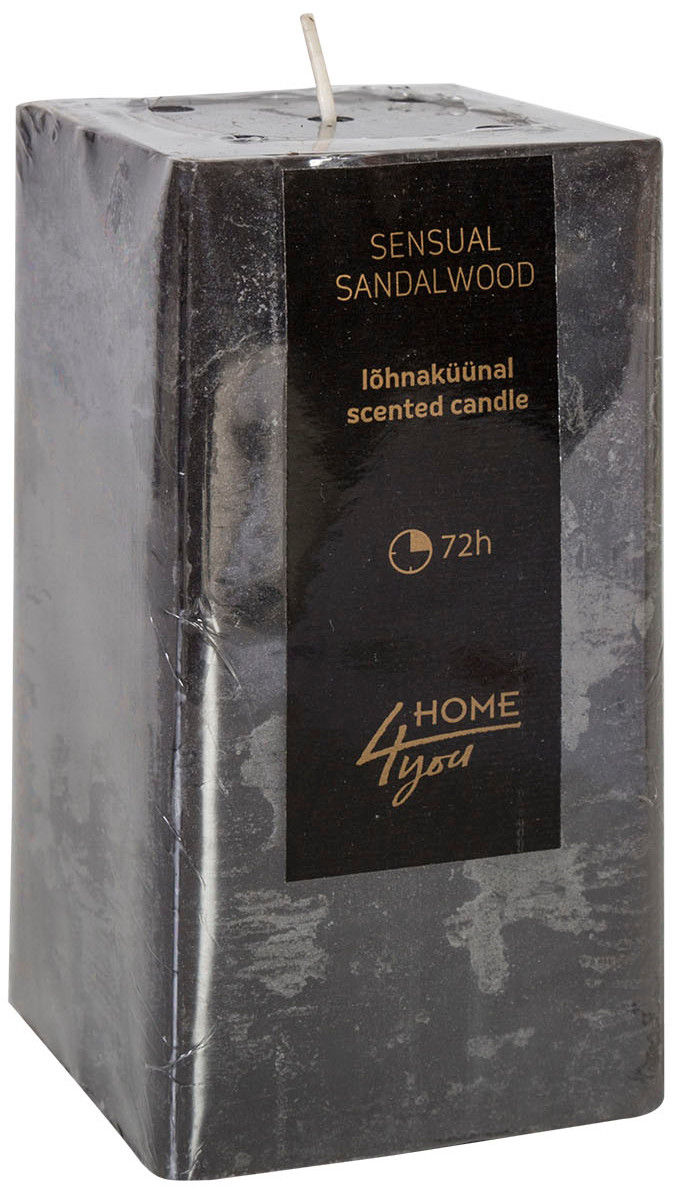 SENSUAL
SANDALWOOD
lõhnaküünal
scented candle
72h
HOME
4you